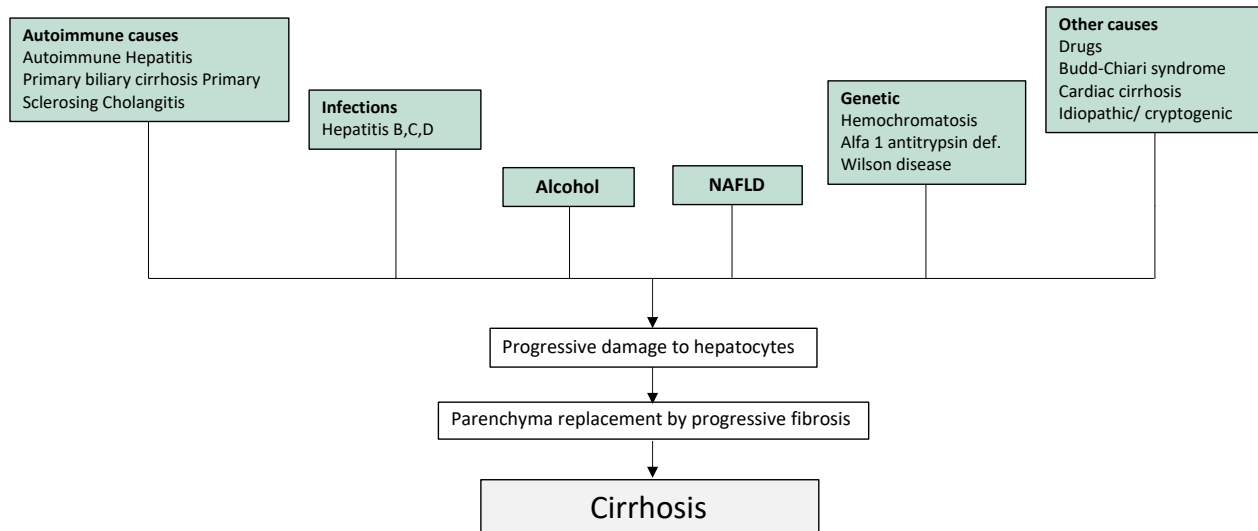 Autoimmune causes
Autoimmune Hepatitis
Primary biliary cirrhosis Primary
Sclerosing Cholangitis
Infections
Hepatitis B,C,D
Alcohol
NAFLD
Genetic
Hemochromatosis
Alfa 1 antitrypsin def.
Wilson disease
Other causes
Drugs
Budd-Chiari syndrome
Cardiac cirrhosis
Idiopathic/ cryptogenic
Progressive damage to hepatocytes
Parenchyma replacement by progressive fibrosis
Cirrhosis